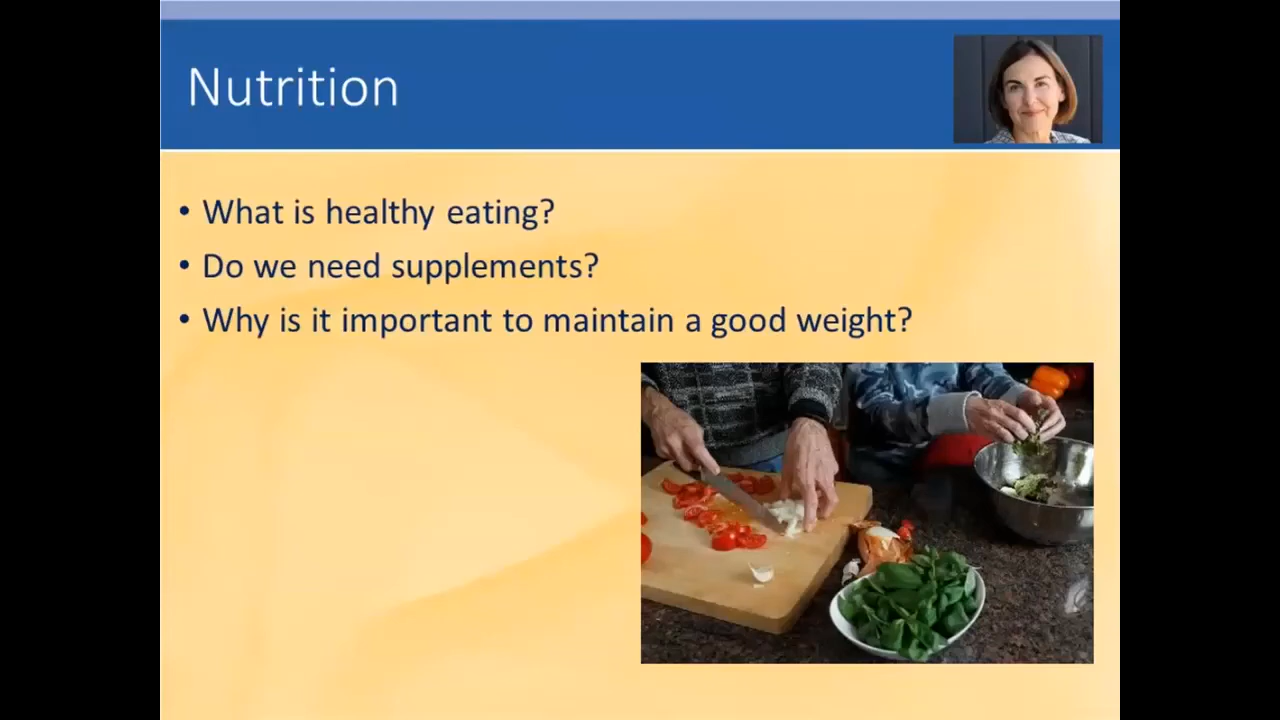 Nutrition
• What is healthy eating?
• Do we need supplements?
• Why is it important to maintain a good weight?